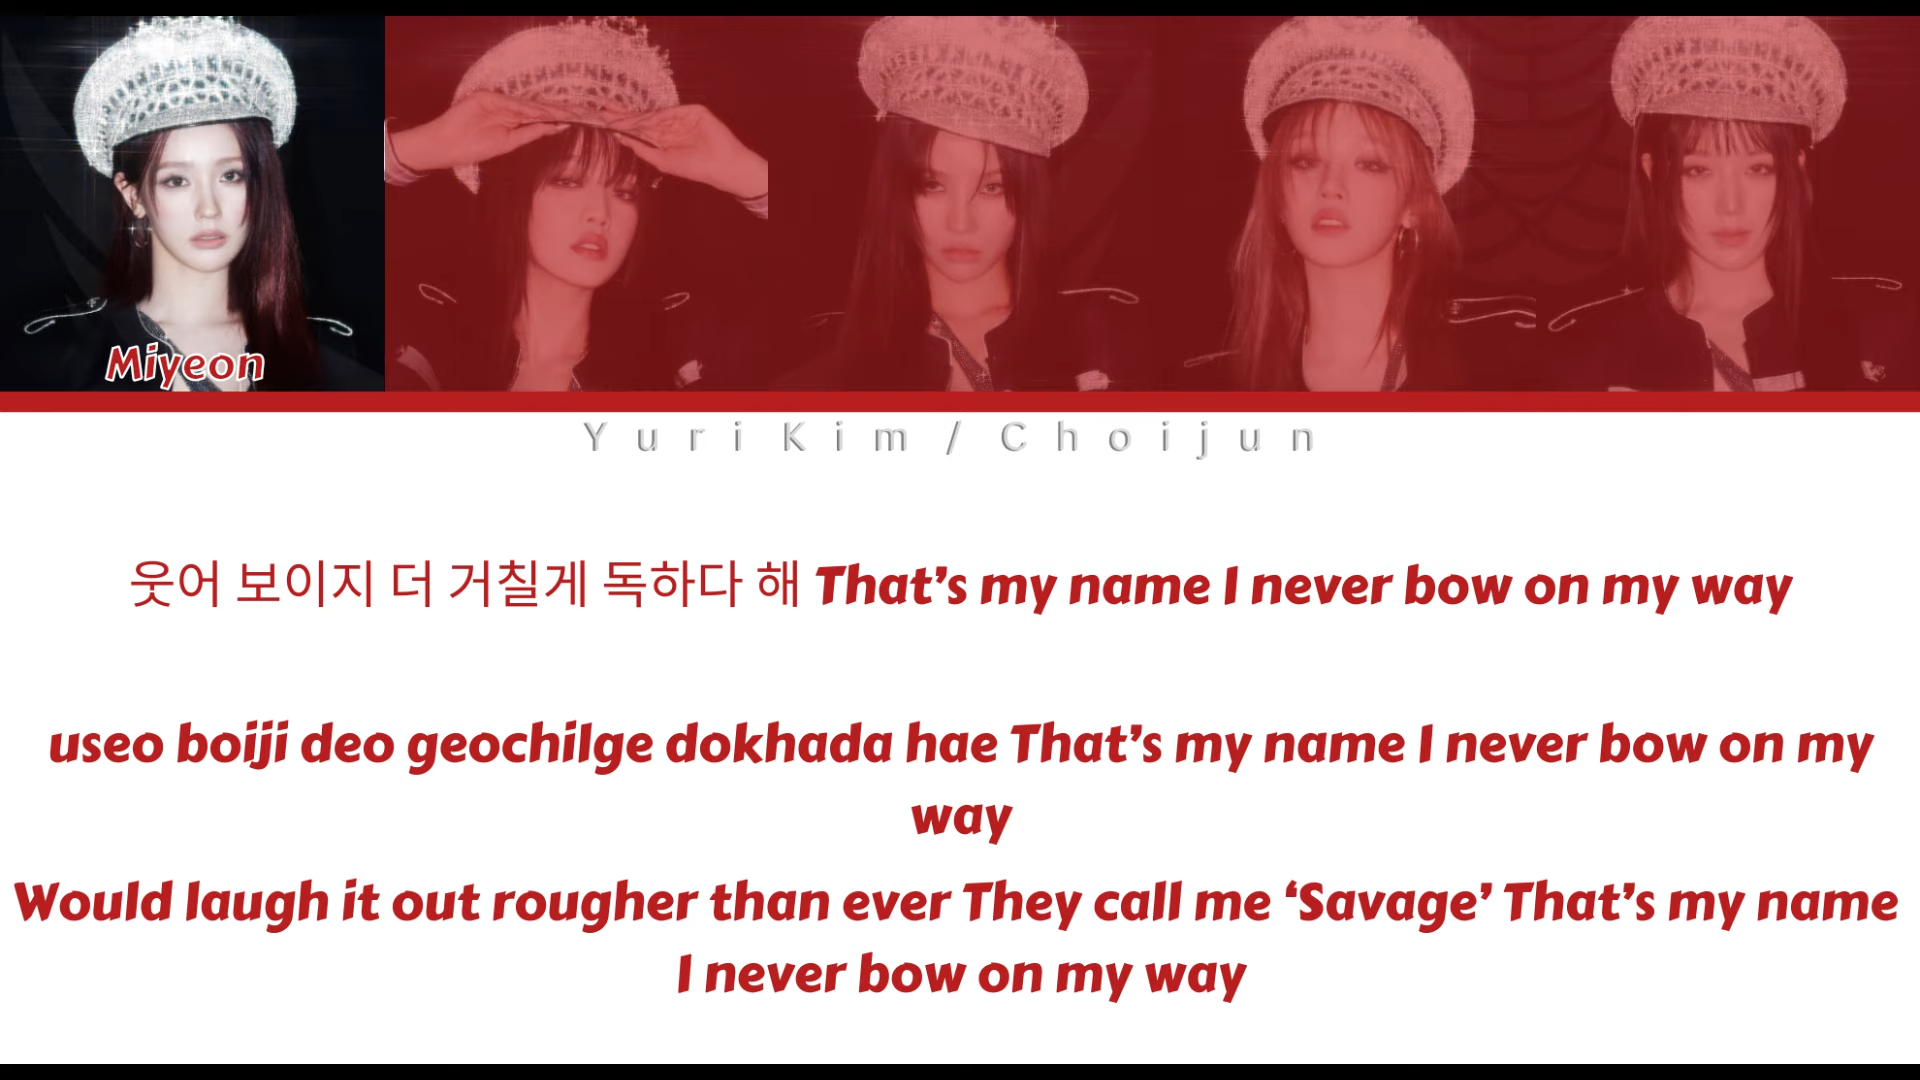 Miyeon
Yuri Kim / Choijun
웃어 보이지 더 거칠게 독하다 해 That’s my name I never bow on my way
useo boiji deo geochilge dokhada hae That’s my name I never bow on my
way
Would laugh it out rougher than ever They call me ‘Savage’ That’s my name
I never bow on my way